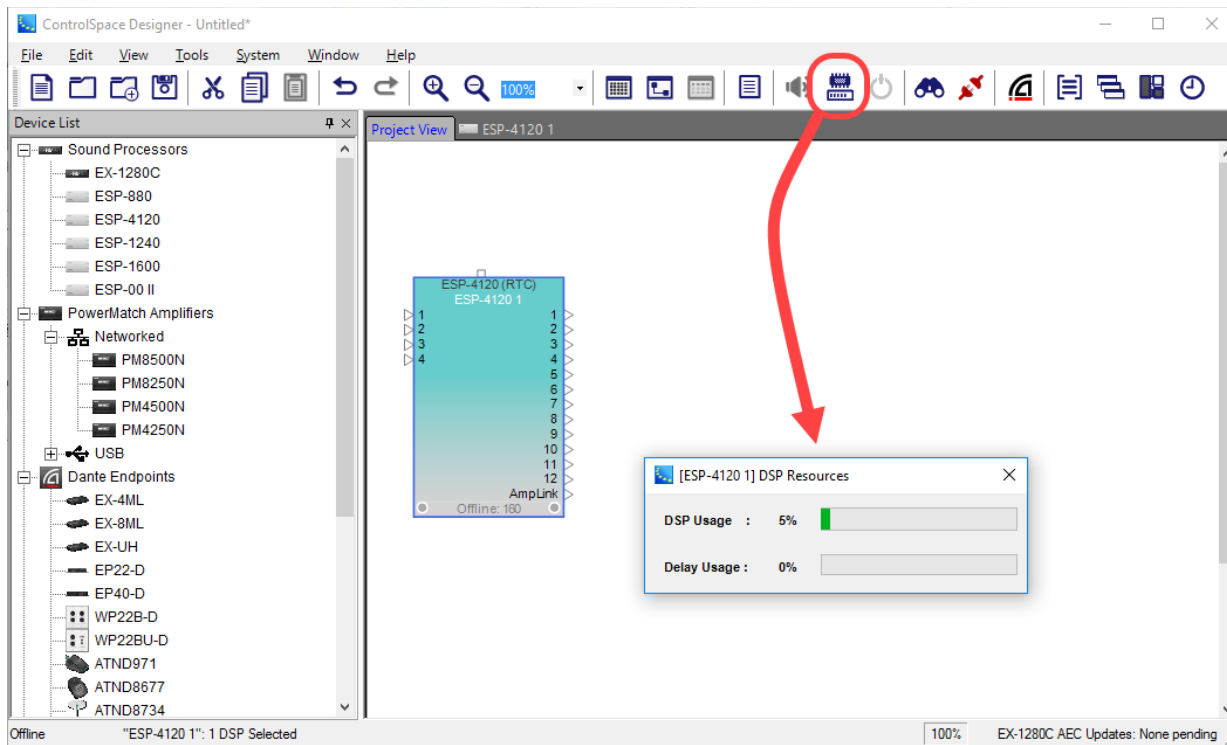 ControlSpace Designer - Untitled*
File Edit View Tools System Window Help
100%
Device List
Project View ESP-4120 1
Sound Processors
EX-1280C
ESP-880
ESP-4120
ESP-1240
ESP-1600
ESP-00 II
PowerMatch Amplifiers
Networked
PM8500N
PM8250N
PM4500N
PM4250N
USB
Dante Endpoints
EX-4ML
EX-8ML
EX-UH
EP22-D
EP40-D
WP22B-D
WP22BU-D
ATND971
ATND8677
ATND8734
ESP-4120 (RTC)
ESP-4120 1
1 1
2 2
3 3
4 4
5
6
7
8
9
10
11
12
AmpLink
Offline: 160
[ESP-4120 1] DSP Resources
DSP Usage : 5%
Delay Usage : 0%
Offline "ESP-4120 1": 1 DSP Selected 100% EX-1280C AEC Updates: None pending